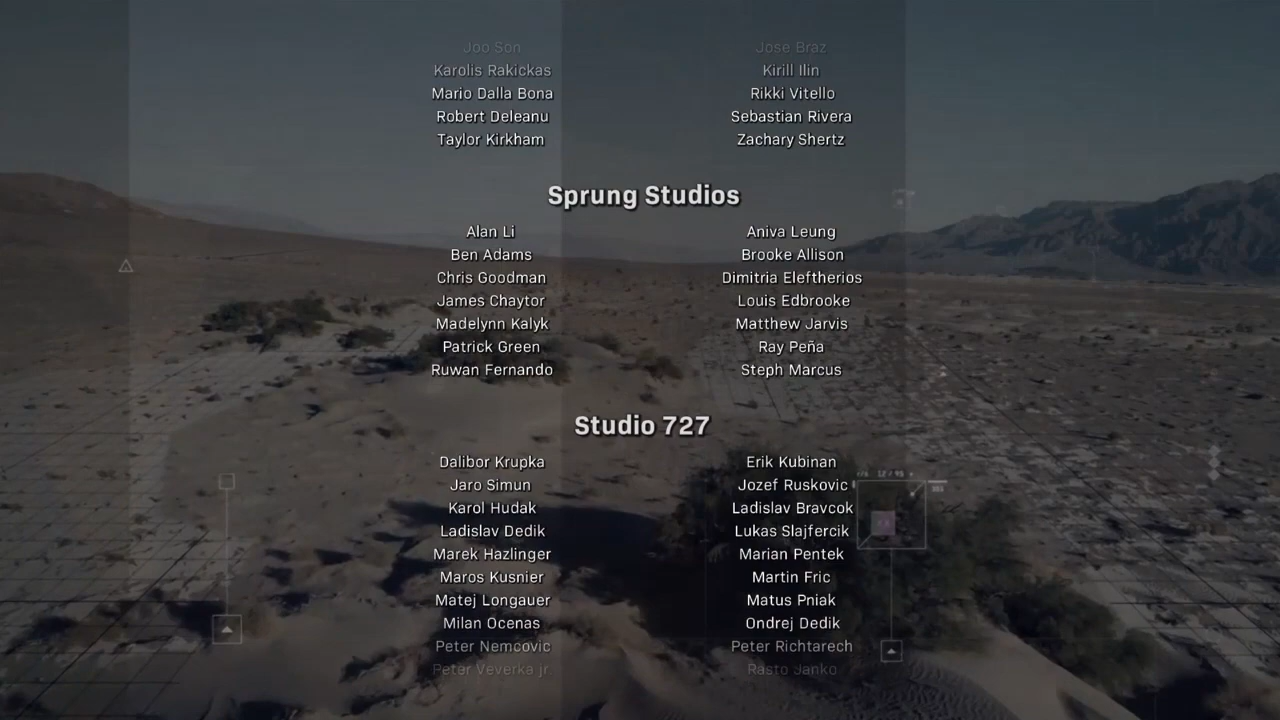 Joo Son Jose Braz
Karolis Rakickas Kirill Ilin
Mario Dalla Bona Rikki Vitello
Robert Deleanu Sebastian Rivera
Taylor Kirkham Zachary Shertz
Sprung Studios
Alan Li Aniva Leung
Ben Adams Brooke Allison
Chris Goodman Dimitria Eleftherios
James Chaytor Louis Edbrooke
Madelynn Kalyk Matthew Jarvis
Patrick Green Ray Peña
Ruwan Fernando Steph Marcus
Studio 727
Dalibor Krupka Erik Kubinan
Jaro Simun Jozef Ruskovic
Karol Hudak Ladislav Bravcok
Ladislav Dedik Lukas Slajfercik
Marek Hazlinger Marian Pentek
Maros Kusnier Martin Fric
Matej Longauer Matus Pniak
Milan Ocenas Ondrej Dedik
Peter Nemcovic Peter Richtarech
Peter Veverka jr. Rasto Janko